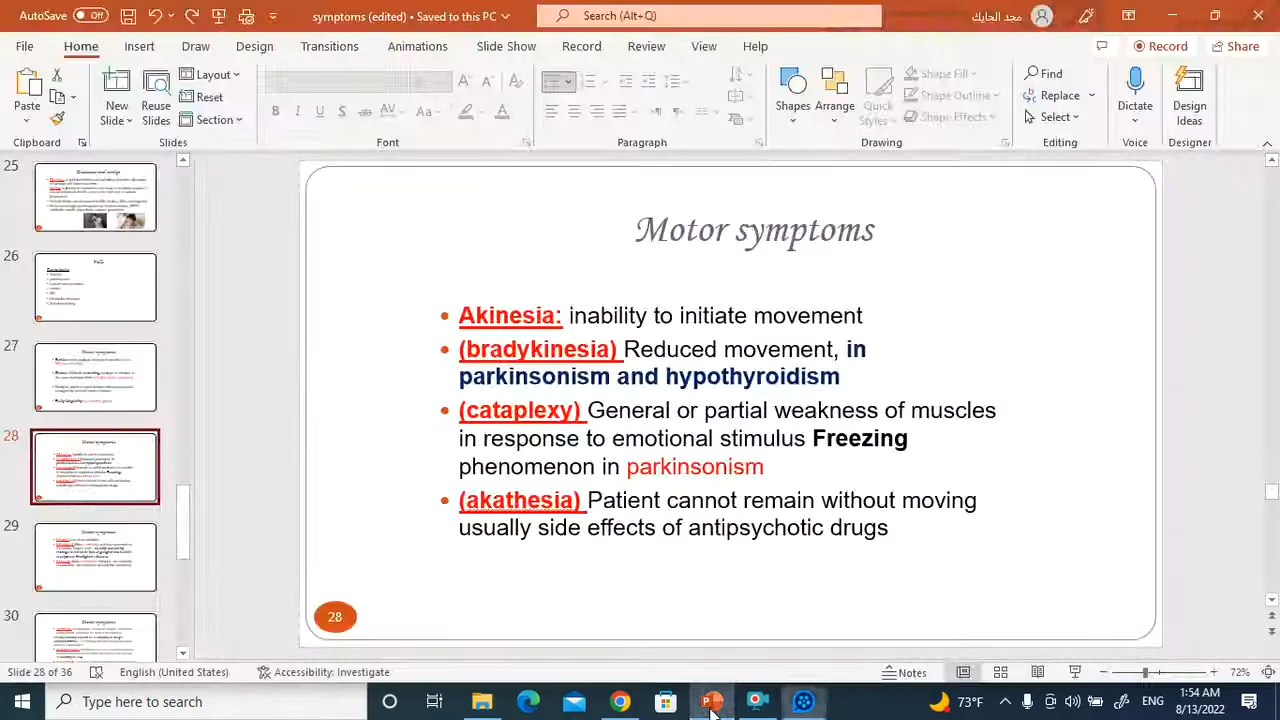 AutoSave Off
symptoms (edited) • Saved to this PC
Search (Alt+Q)
مجد الحايك
File Home Insert Draw Design Transitions Animations Slide Show Record Review View Help
Record Share
Paste
New Slide
Reuse Slides
Layout
Reset
Section
Shapes Arrange Quick Styles
Shape Fill
Shape Outline
Shape Effects
Find
Replace
Select
Dictate
Design Ideas
Clipboard Slides Font Paragraph Drawing Editing Voice Designer
25
26
27
28
29
30
Motor symptoms
• Akinesia: inability to initiate movement
• (bradykinesia) Reduced movement, in
parkinsonism and hypothyroidism
• (cataplexy) General or partial weakness of muscles
in response to emotional stimulus Freezing
phenomenon in parkinsonism
• (akathesia) Patient cannot remain without moving
usually side effects of antipsychotic drugs
28
Slide 28 of 36 English (United States) Accessibility: Investigate Notes 72%
Type here to search
73°F ENG
1:54 AM
8/13/2022